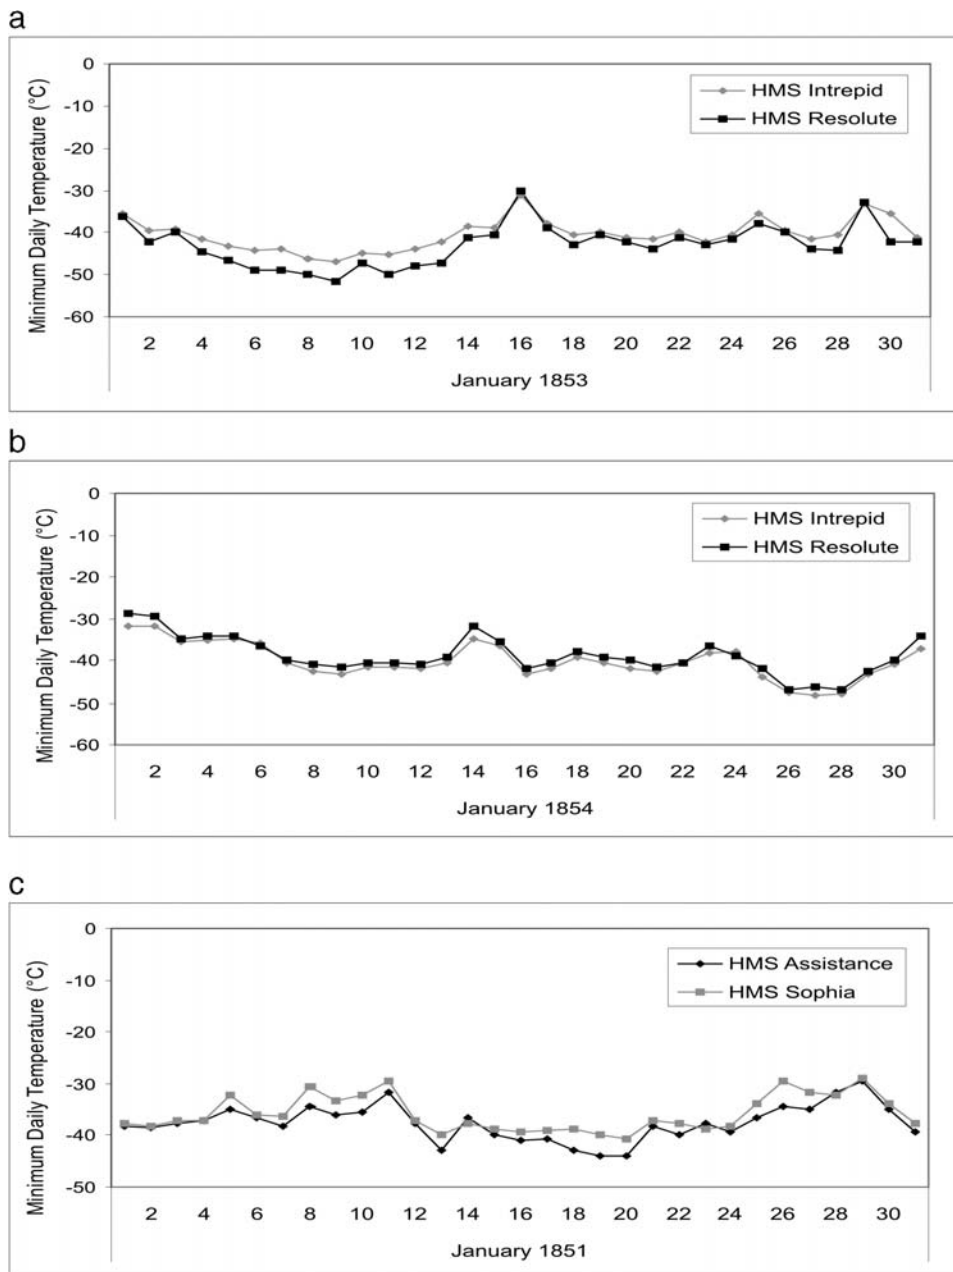 a
0
-10
-20
-30
-40
-50
-60
Minimum Daily Temperature (°C)
HMS Intrepid
HMS Resolute
2 4 6 8 10 12 14 16 18 20 22 24 26 28 30
January 1853
b
0
-10
-20
-30
-40
-50
-60
Minimum Daily Temperature (°C)
HMS Intrepid
HMS Resolute
2 4 6 8 10 12 14 16 18 20 22 24 26 28 30
January 1854
c
0
-10
-20
-30
-40
-50
Minimum Daily Temperature (°C)
HMS Assistance
HMS Sophia
2 4 6 8 10 12 14 16 18 20 22 24 26 28 30
January 1851